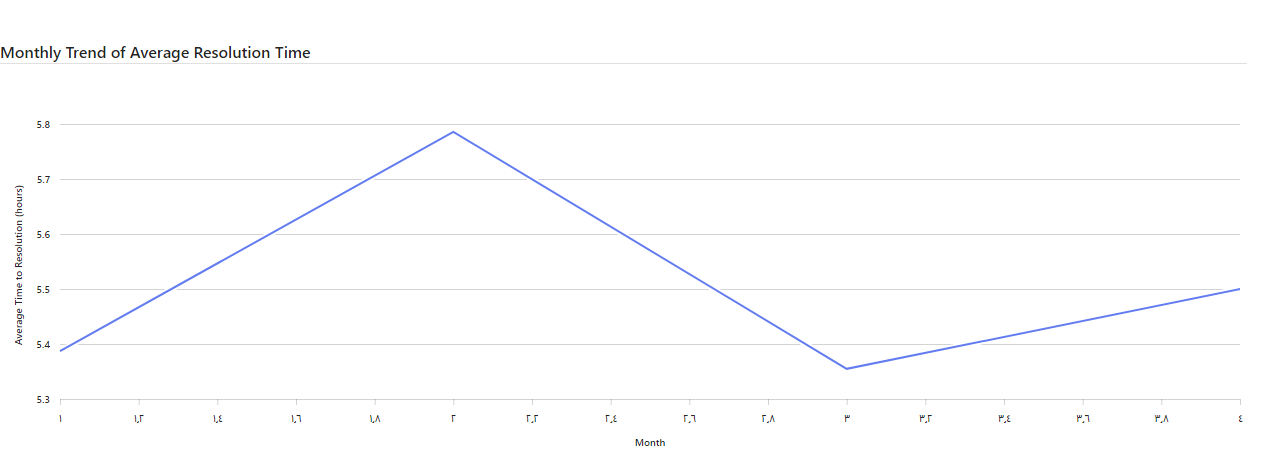 Monthly Trend of Average Resolution Time
5.8
5.7
5.6
5.5
5.4
5.3
Average Time to Resolution (hours)
١ ١٫٢ ١٫٤ ١٫٦ ١٫٨ ٢ ٢٫٢ ٢٫٤ ٢٫٦ ٢٫٨ ٣ ٣٫٢ ٣٫٤ ٣٫٦ ٣٫٨ ٤
Month